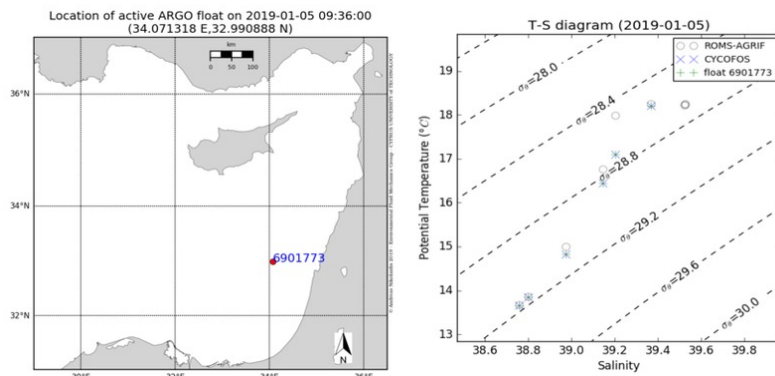 Location of active ARGO float on 2019-01-05 09:36:00
(34.071318 E,32.990888 N)
km
0 50 100
36°N
34°N
32°N
6901773
N
34°E
36°E
T-S diagram (2019-01-05)
ROMS-AGRIF
CYCOFOS
float 6901773
σθ=28.0
σθ=28.4
σθ=28.8
σθ=29.2
σθ=29.6
σθ=30.0
Potential Temperature (°C)
19
18
17
16
15
14
13
38.6 38.8 39.0 39.2 39.4 39.6 39.8
Salinity